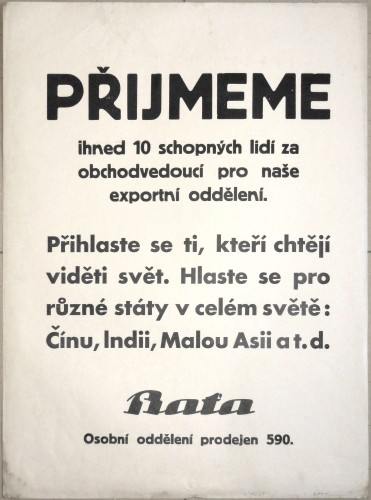 PŘIJMEME
ihned 10 schopných lidí za
obchodvedoucí pro naše
exportní oddělení.
Přihlaste se ti, kteří chtějí
viděti svět. Hlaste se pro
různé státy v celém světě:
Čínu, Indii, Malou Asii a t. d.
Baťa
Osobní oddělení prodejen 590.